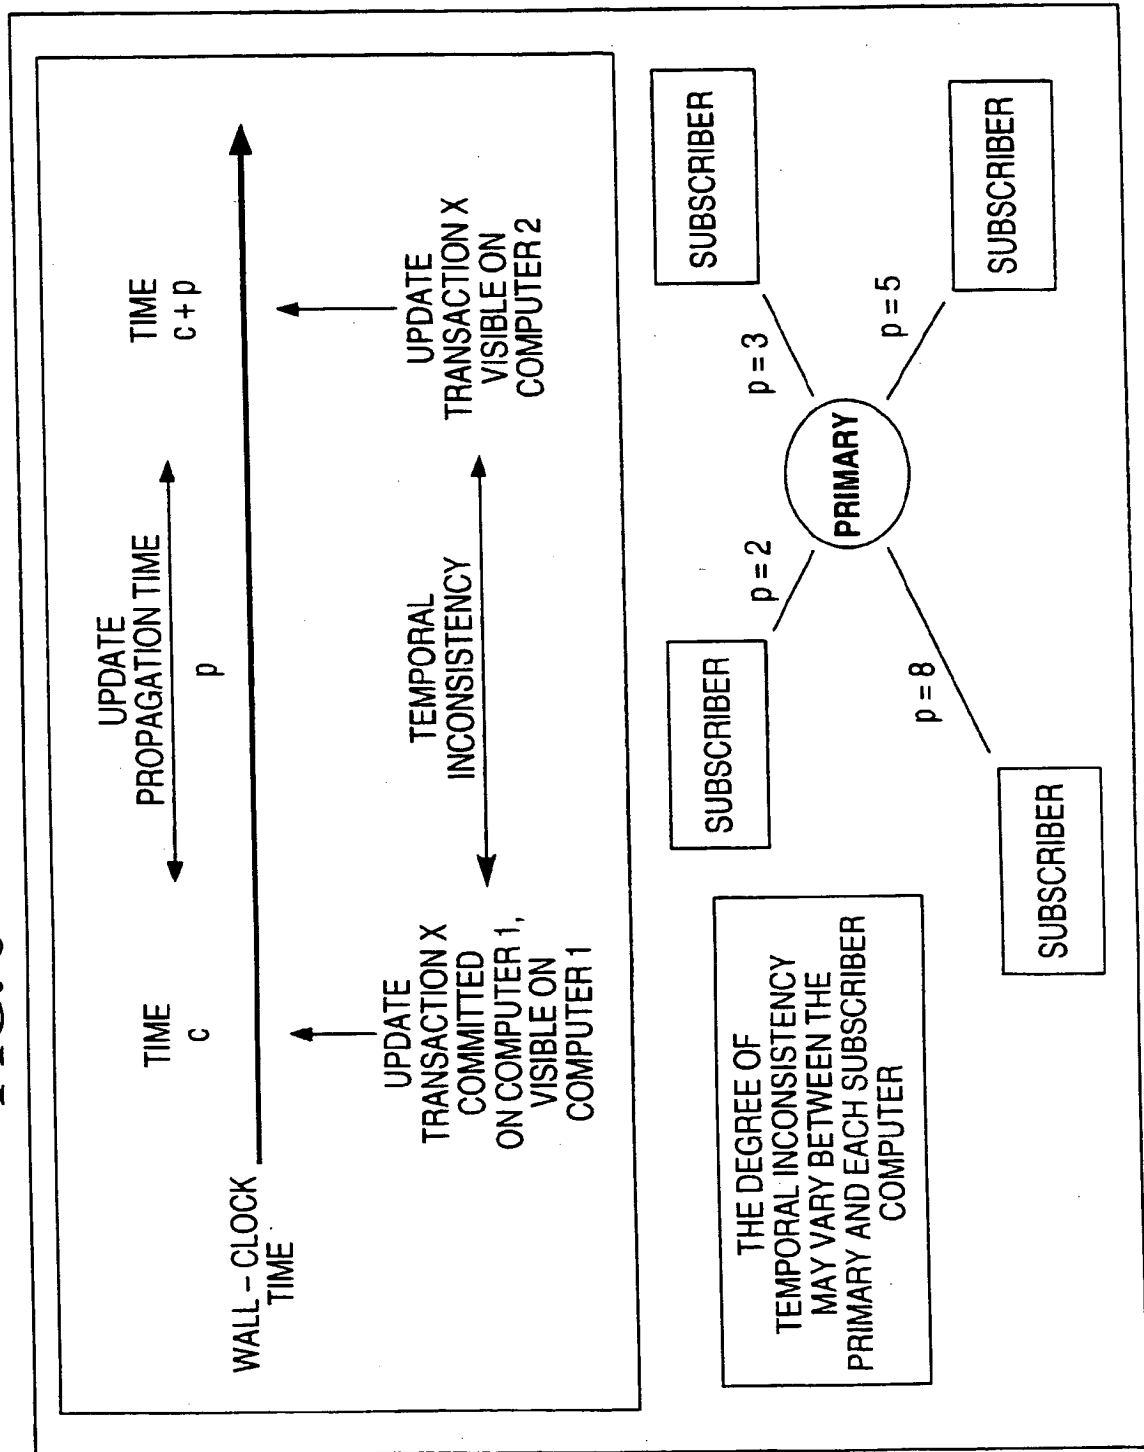 UPDATE
PROPAGATION TIME
p
TIME
c
TIME
c + p
WALL – CLOCK
TIME
UPDATE
TRANSACTION X
COMMITTED
ON COMPUTER 1,
VISIBLE ON
COMPUTER 1
TEMPORAL
INCONSISTENCY
UPDATE
TRANSACTION X
VISIBLE ON
COMPUTER 2
THE DEGREE OF
TEMPORAL INCONSISTENCY
MAY VARY BETWEEN THE
PRIMARY AND EACH SUBSCRIBER
COMPUTER
SUBSCRIBER
SUBSCRIBER
p = 2
p = 3
PRIMARY
p = 8
p = 5
SUBSCRIBER
SUBSCRIBER